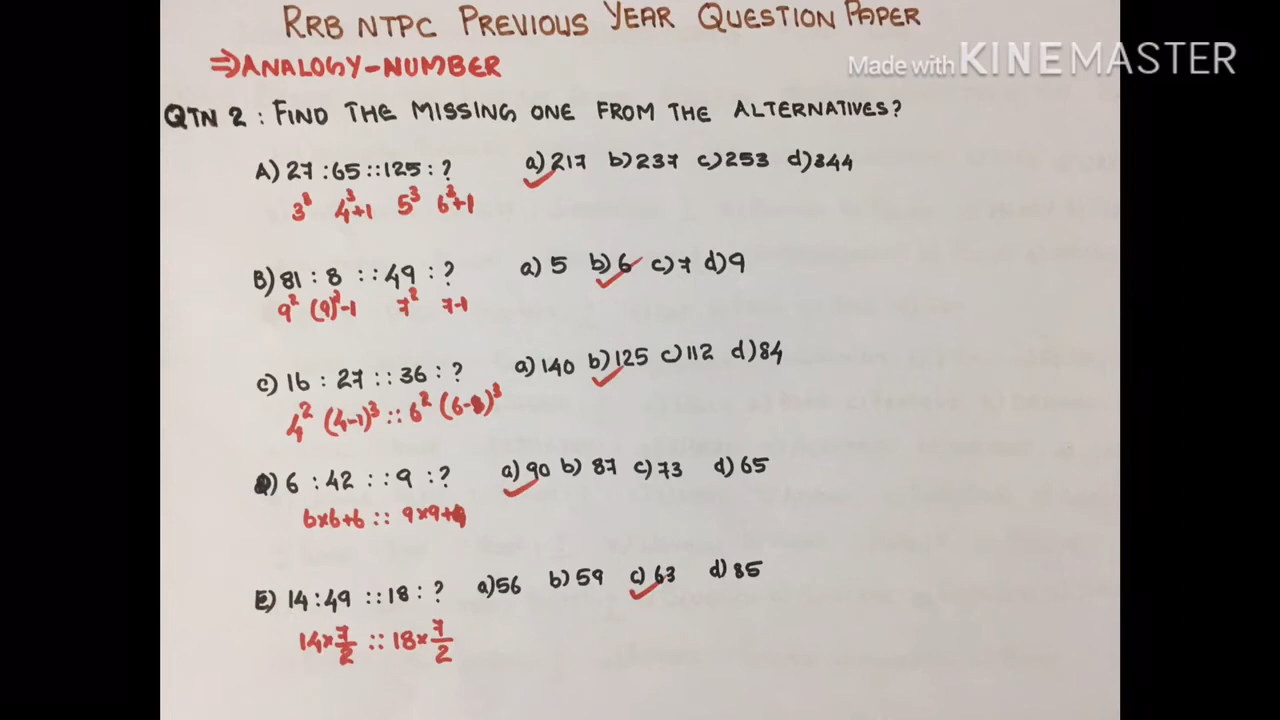 RRB NTPC PREVIOUS YEAR QUESTION PAPER
Made with KINEMASTER
⇒ANALOGY-NUMBER
QTN 2 : FIND THE MISSING ONE FROM THE ALTERNATIVES?
A) 27 : 65 :: 125 : ? a) 217 b) 237 c) 253 d) 344
3³ 4³+1 5³ 6³+1
B) 81 : 8 :: 49 : ? a) 5 b) 6 c) 7 d) 9
9² (9)-1 7² 7-1
C) 16 : 27 :: 36 : ? a) 140 b) 125 c) 112 d) 84
4² (4-1)³ :: 6² (6-1)³
D) 6 : 42 :: 9 : ? a) 90 b) 87 c) 73 d) 65
6×6+6 :: 9×9+9
E) 14 : 49 :: 18 : ? a) 56 b) 59 c) 63 d) 85
14×7/2 :: 18×7/2